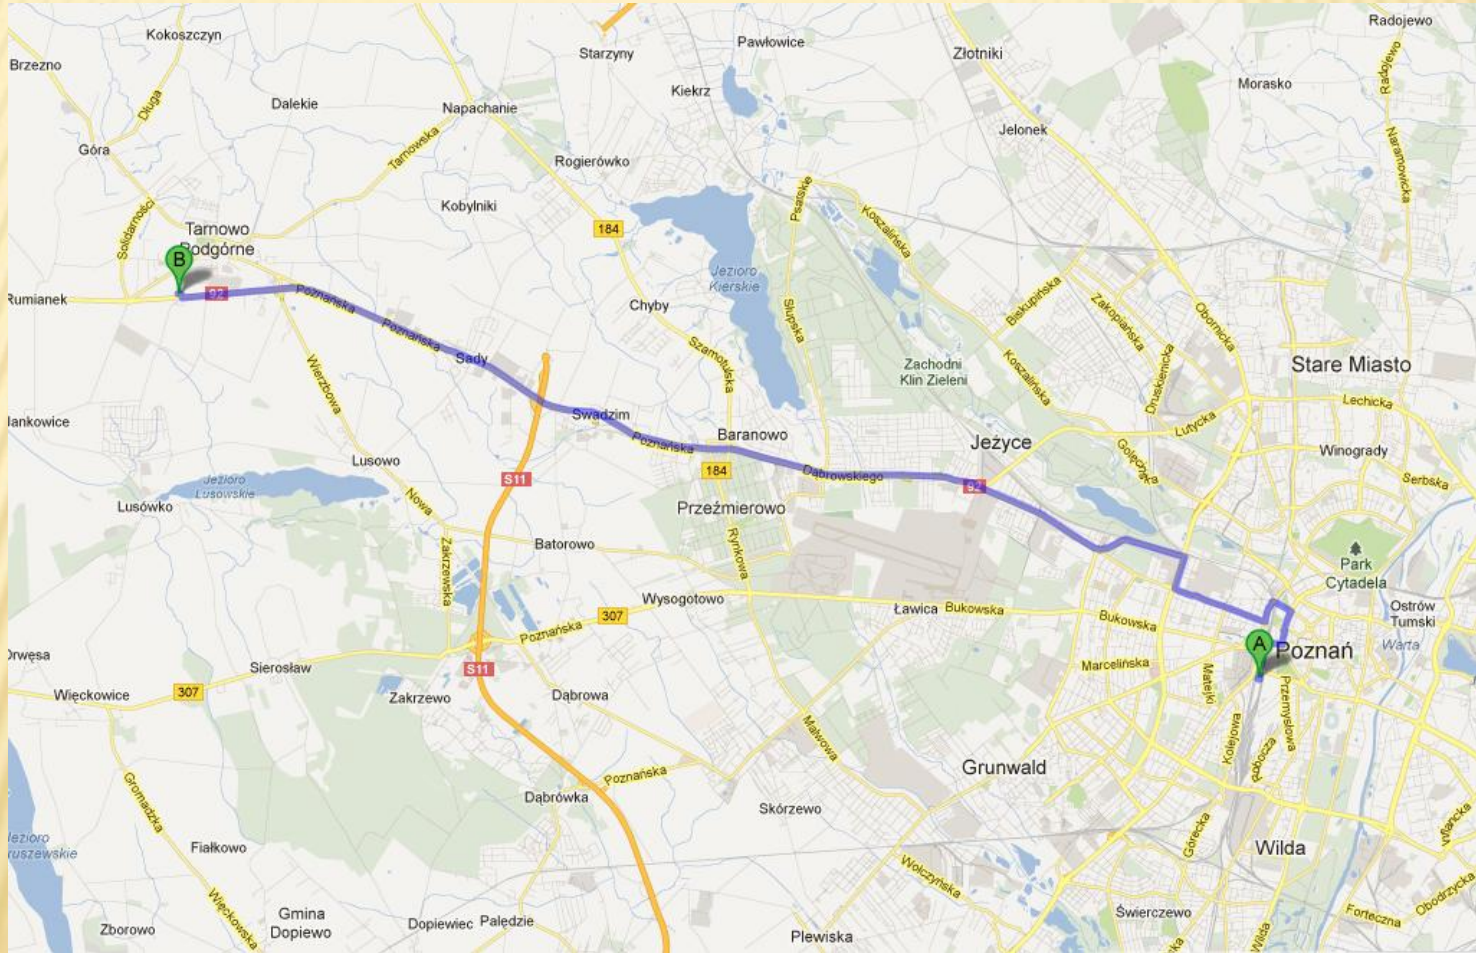 Kokoszczyn
Starzyny
Pawłowice
Złotniki
Radojewo
Brzezno
Długa
Dalekie
Napachanie
Kiekrz
Morasko
Radojewo
Góra
Tarnowska
Rogierówko
Jelonek
Naramowicka
Solidarności
Kobylniki
Psarskie
Koszalińska
Tarnowo
Podgórne
184
B
Rumianek
92
Poznańska
Jezioro
Kierskie
Chyby
Słupska
Biskupińska
Zakopiańska
Obornicka
Poznańska
Sady
Szamotulska
Zachodni
Klin Zieleni
Koszalińska
Druskienicka
Stare Miasto
Wierzbowa
Swadzim
Poznańska
Baranowo
Lechicka
Lutycka
Jeżyce
Golęcińska
Winogrady
Serbska
Lusowo
184
Dąbrowskiego
92
S11
Jezioro
Lusowskie
Lusówko
Nowa
Przeźmierowo
Zakrzewska
Batorowo
Rynkowa
Park
Cytadela
Wysogotowo
Ławica
Bukowska
Bukowska
Ostrów
Tumski
307
Poznańska
A
Poznań
Warta
Sierosław
S11
Marcelińska
Matejki
Przemysłowa
Więckowice
307
Zakrzewo
Dąbrowa
Malwowa
Kolejowa
Grunwald
Poznańska
Dąbrówka
Skórzewo
Gromadzka
Górecka
Wilda
Fiałkowo
Wołczyńska
Więckowska
Gmina
Dopiewo
Dopiewiec
Palędzie
Zborowo
Plewiska
Świerczewo
Wilda
Forteczna
Obodrzycka